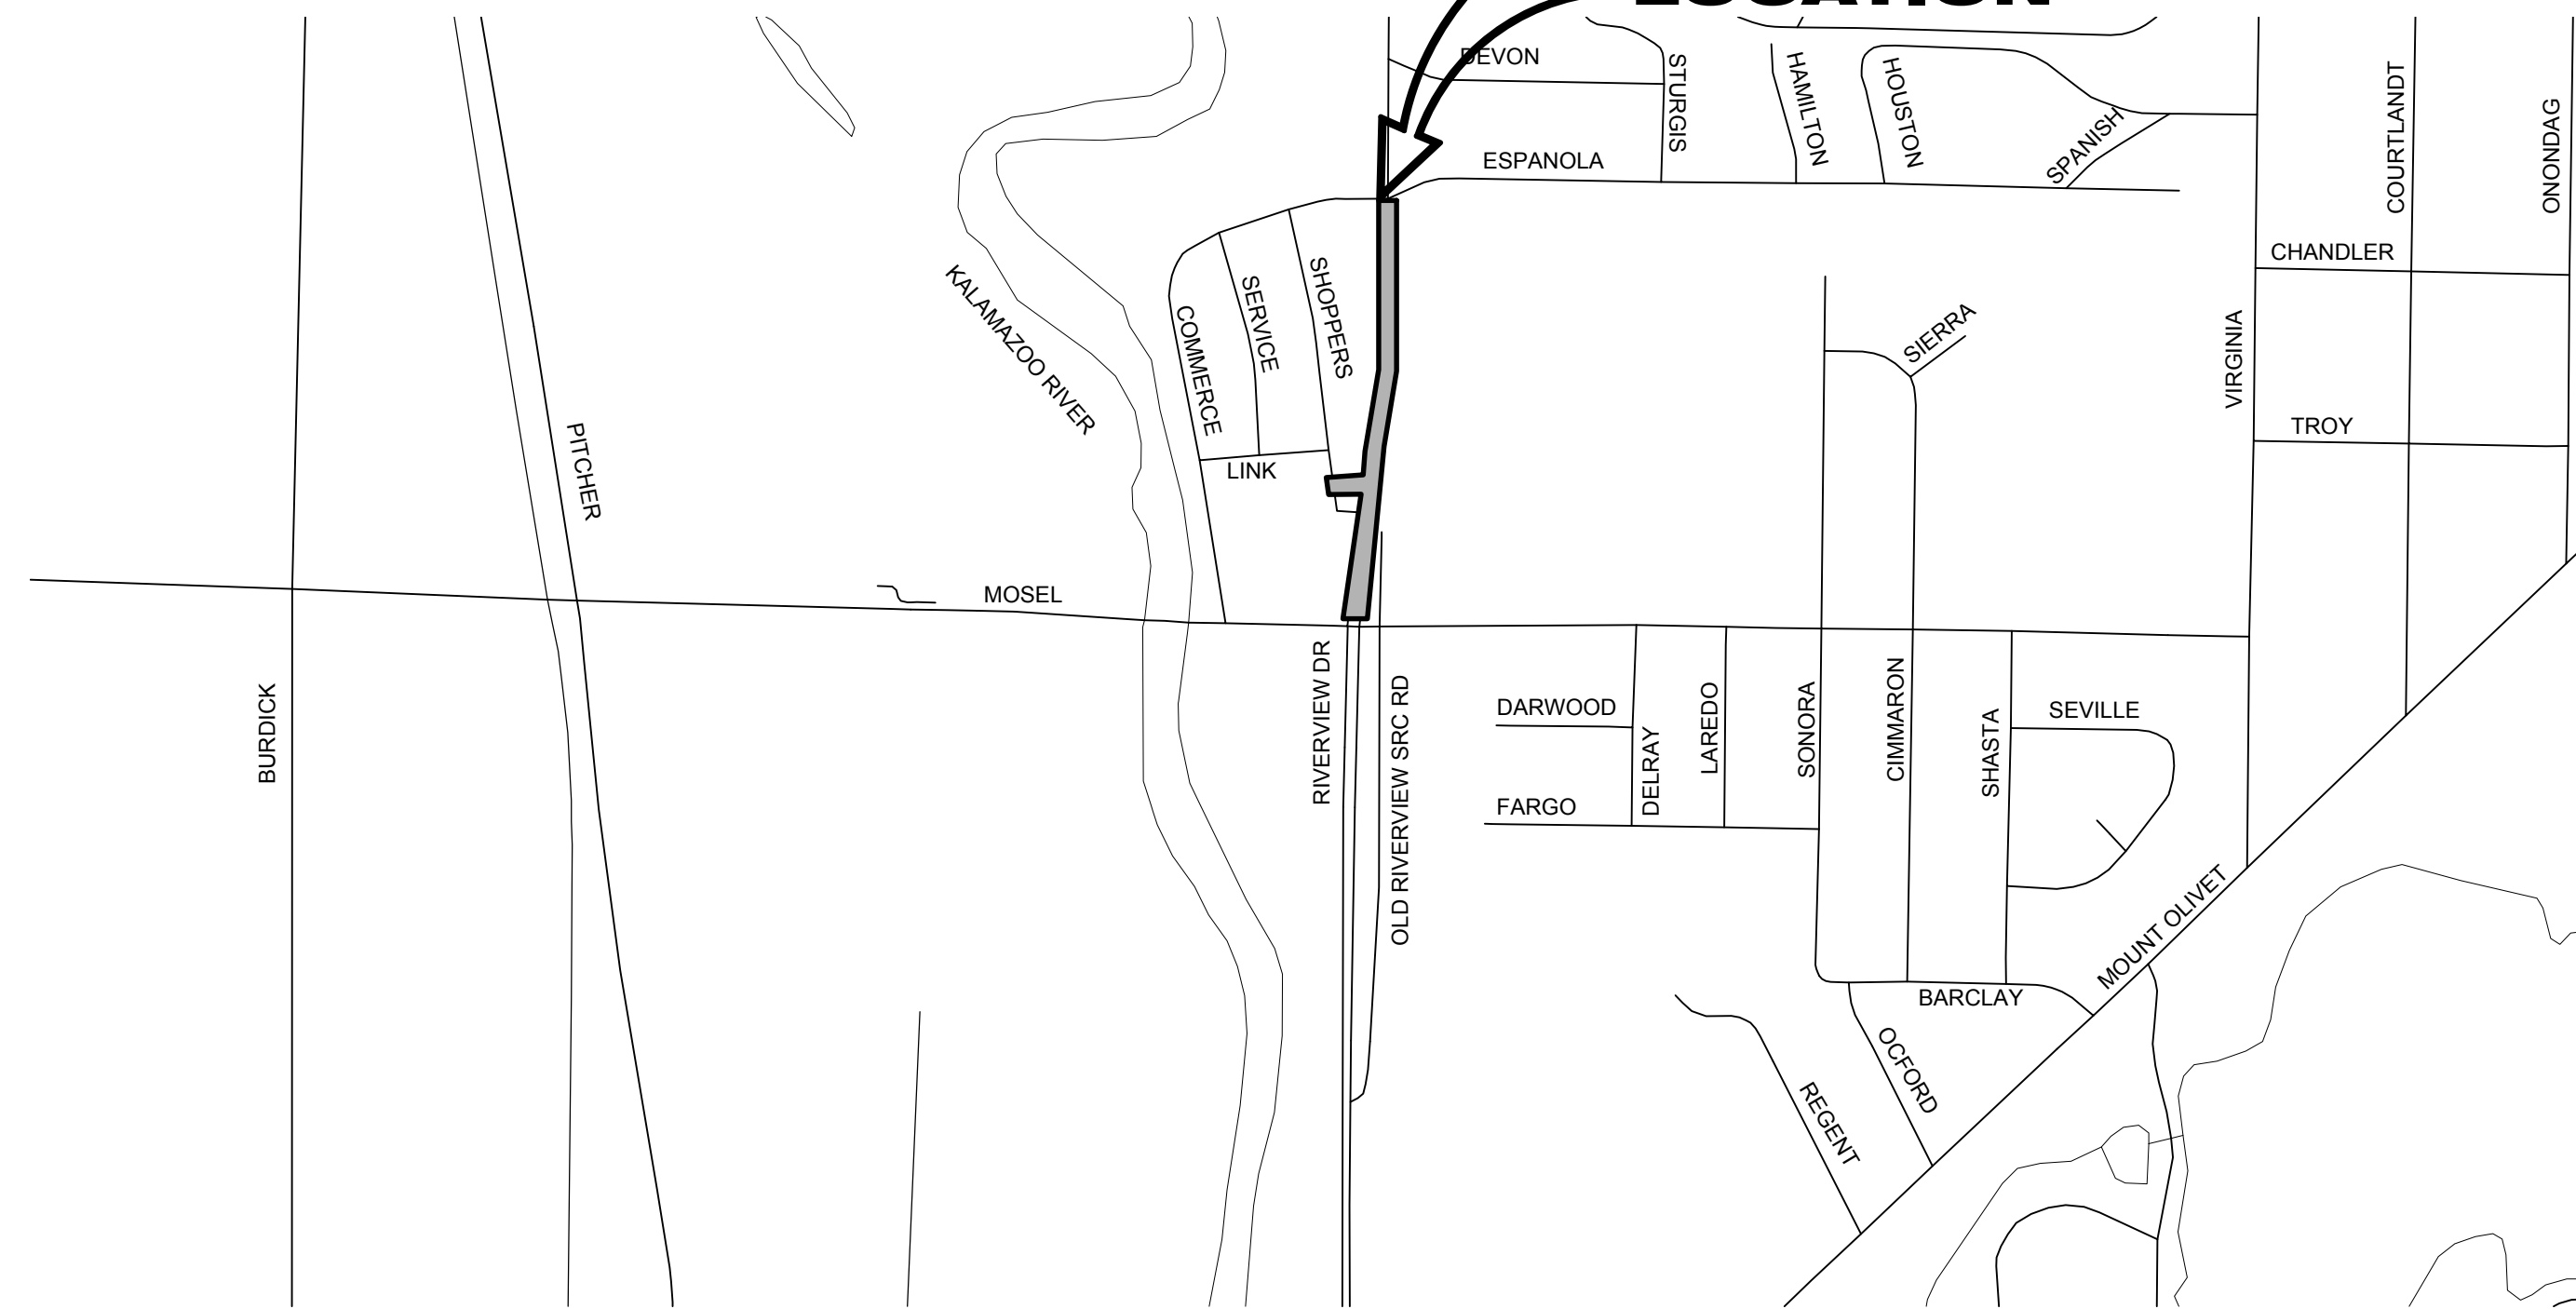 LOCATION
DEVON
STURGIS
HAMILTON
HOUSTON
SPANISH
COURTLANDT
ONONDAG
ESPANOLA
CHANDLER
KALAMAZOO RIVER
COMMERCE
SERVICE
SHOPPERS
SIERRA
VIRGINIA
TROY
PITCHER
LINK
MOSEL
BURDICK
RIVERVIEW DR
OLD RIVERVIEW SRC RD
DARWOOD
DELRAY
LAREDO
SONORA
CIMMARON
SHASTA
SEVILLE
FARGO
MOUNT OLIVET
BARCLAY
OCFORD
REGENT